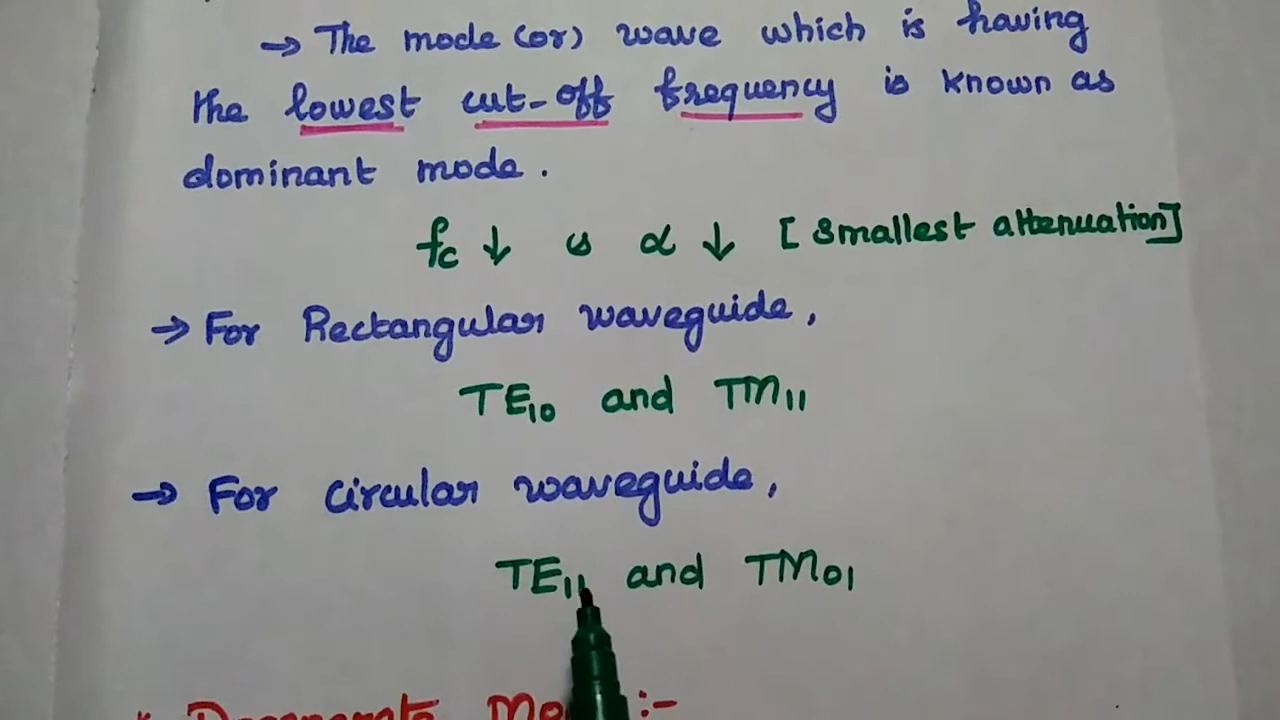 → The mode (or) wave which is having
the lowest cut-off frequency is known as
dominant mode.
fc ↓ α ↓ [smallest attenuation]
→ For Rectangular waveguide,
TE10 and TM11
→ For circular waveguide,
TE11 and TM01
* Degenerate :-